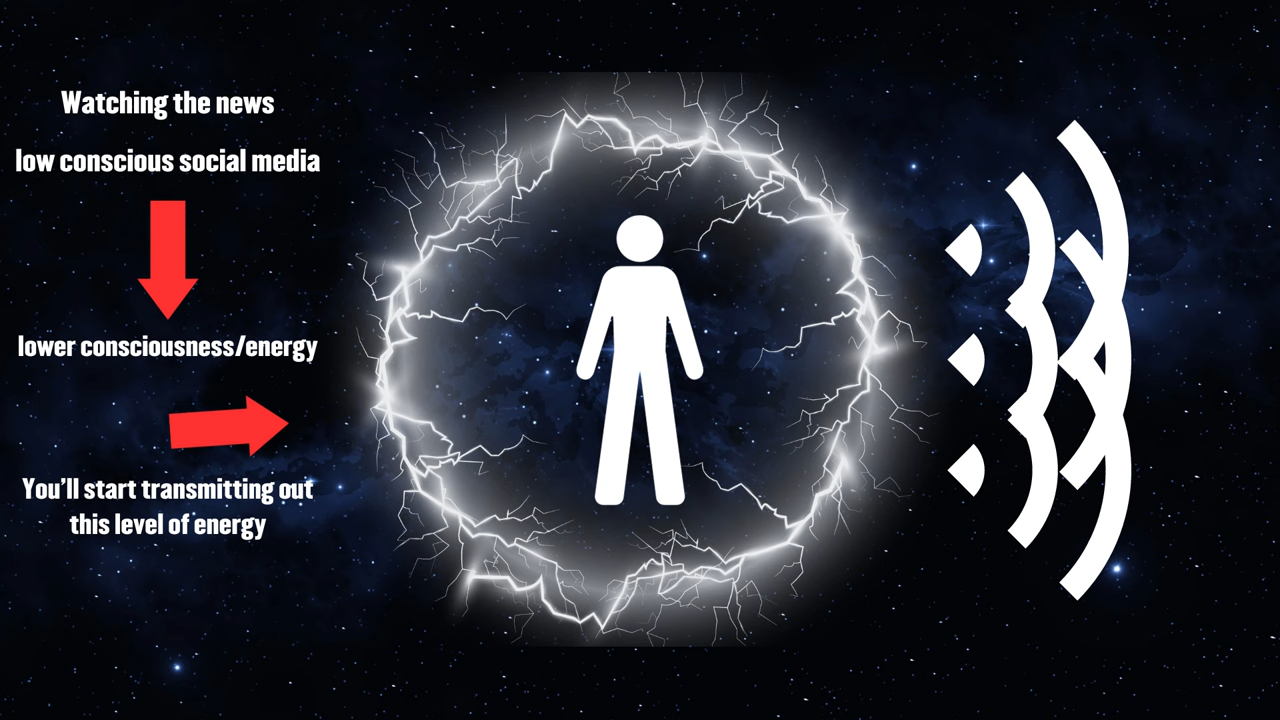 Watching the news
low conscious social media
lower consciousness/energy
You’ll start transmitting out
this level of energy